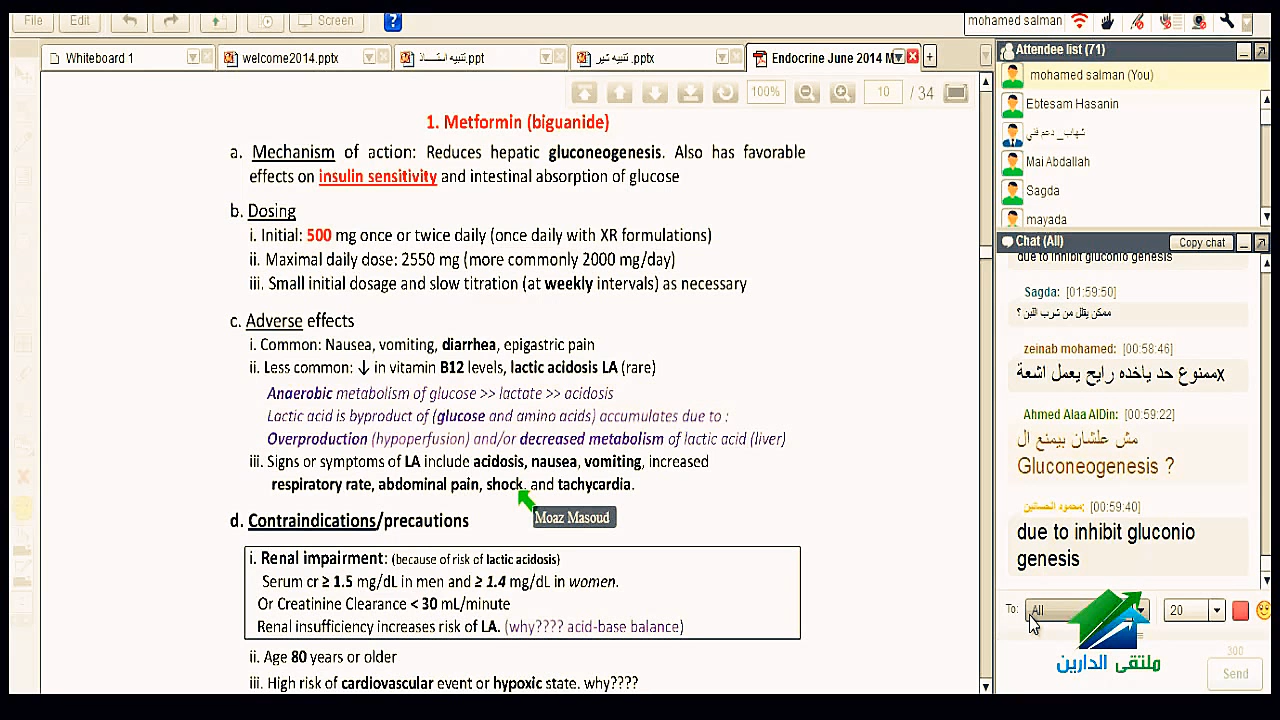 File
Edit
Screen
?
mohamed salman
Whiteboard 1
welcome2014.pptx
تنبيه استـــاذ.ppt
تنبيه تير.pptx
Endocrine June 2014 M
+
100%
10
/ 34
1. Metformin (biguanide)
a. Mechanism of action: Reduces hepatic gluconeogenesis. Also has favorable
effects on insulin sensitivity and intestinal absorption of glucose
b. Dosing
i. Initial: 500 mg once or twice daily (once daily with XR formulations)
ii. Maximal daily dose: 2550 mg (more commonly 2000 mg/day)
iii. Small initial dosage and slow titration (at weekly intervals) as necessary
c. Adverse effects
i. Common: Nausea, vomiting, diarrhea, epigastric pain
ii. Less common: ↓ in vitamin B12 levels, lactic acidosis LA (rare)
Anaerobic metabolism of glucose >> lactate >> acidosis
Lactic acid is byproduct of (glucose and amino acids) accumulates due to :
Overproduction (hypoperfusion) and/or decreased metabolism of lactic acid (liver)
iii. Signs or symptoms of LA include acidosis, nausea, vomiting, increased
respiratory rate, abdominal pain, shock, and tachycardia.
Moaz Masoud
d. Contraindications/precautions
i. Renal impairment: (because of risk of lactic acidosis)
Serum cr ≥ 1.5 mg/dL in men and ≥ 1.4 mg/dL in women.
Or Creatinine Clearance < 30 mL/minute
Renal insufficiency increases risk of LA. (why???? acid-base balance)
ii. Age 80 years or older
iii. High risk of cardiovascular event or hypoxic state. why????
Attendee list (71)
mohamed salman (You)
Ebtesam Hasanin
شهاب_ دعم فني
Mai Abdallah
Sagda
mayada
Chat (All)
Copy chat
due to inhibit gluconio genesis
Sagda: [01:59:50]
ممكن يقلل من شرب اللبن ؟
zeinab mohamed: [00:58:46]
ممنوع حد ياخده رايح يعمل اشعة x
Ahmed Alaa AlDin: [00:59:22]
مش علشان بيمنع ال
Gluconeogenesis ?
[00:59:40]
due to inhibit gluconio
genesis
To:
All
20
300
Send
ملتقى الدارين